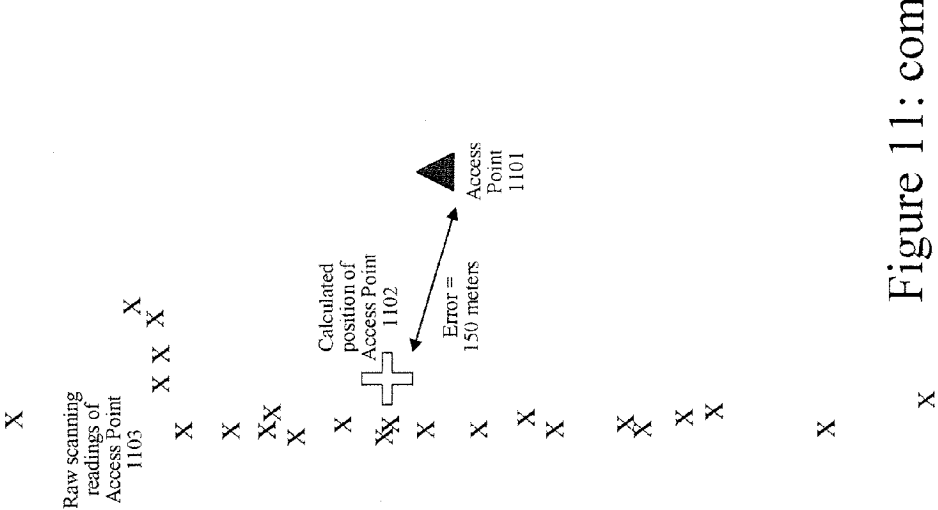 Raw scanning
readings of
Access Point
1103
Calculated
position of
Access Point
1102
Error =
150 meters
Access
Point
1101
X
X
X
X X
X
X
X X
X
X
X X
X
X
X
X
X
X
X
X
X
X
X
Figure 11: com